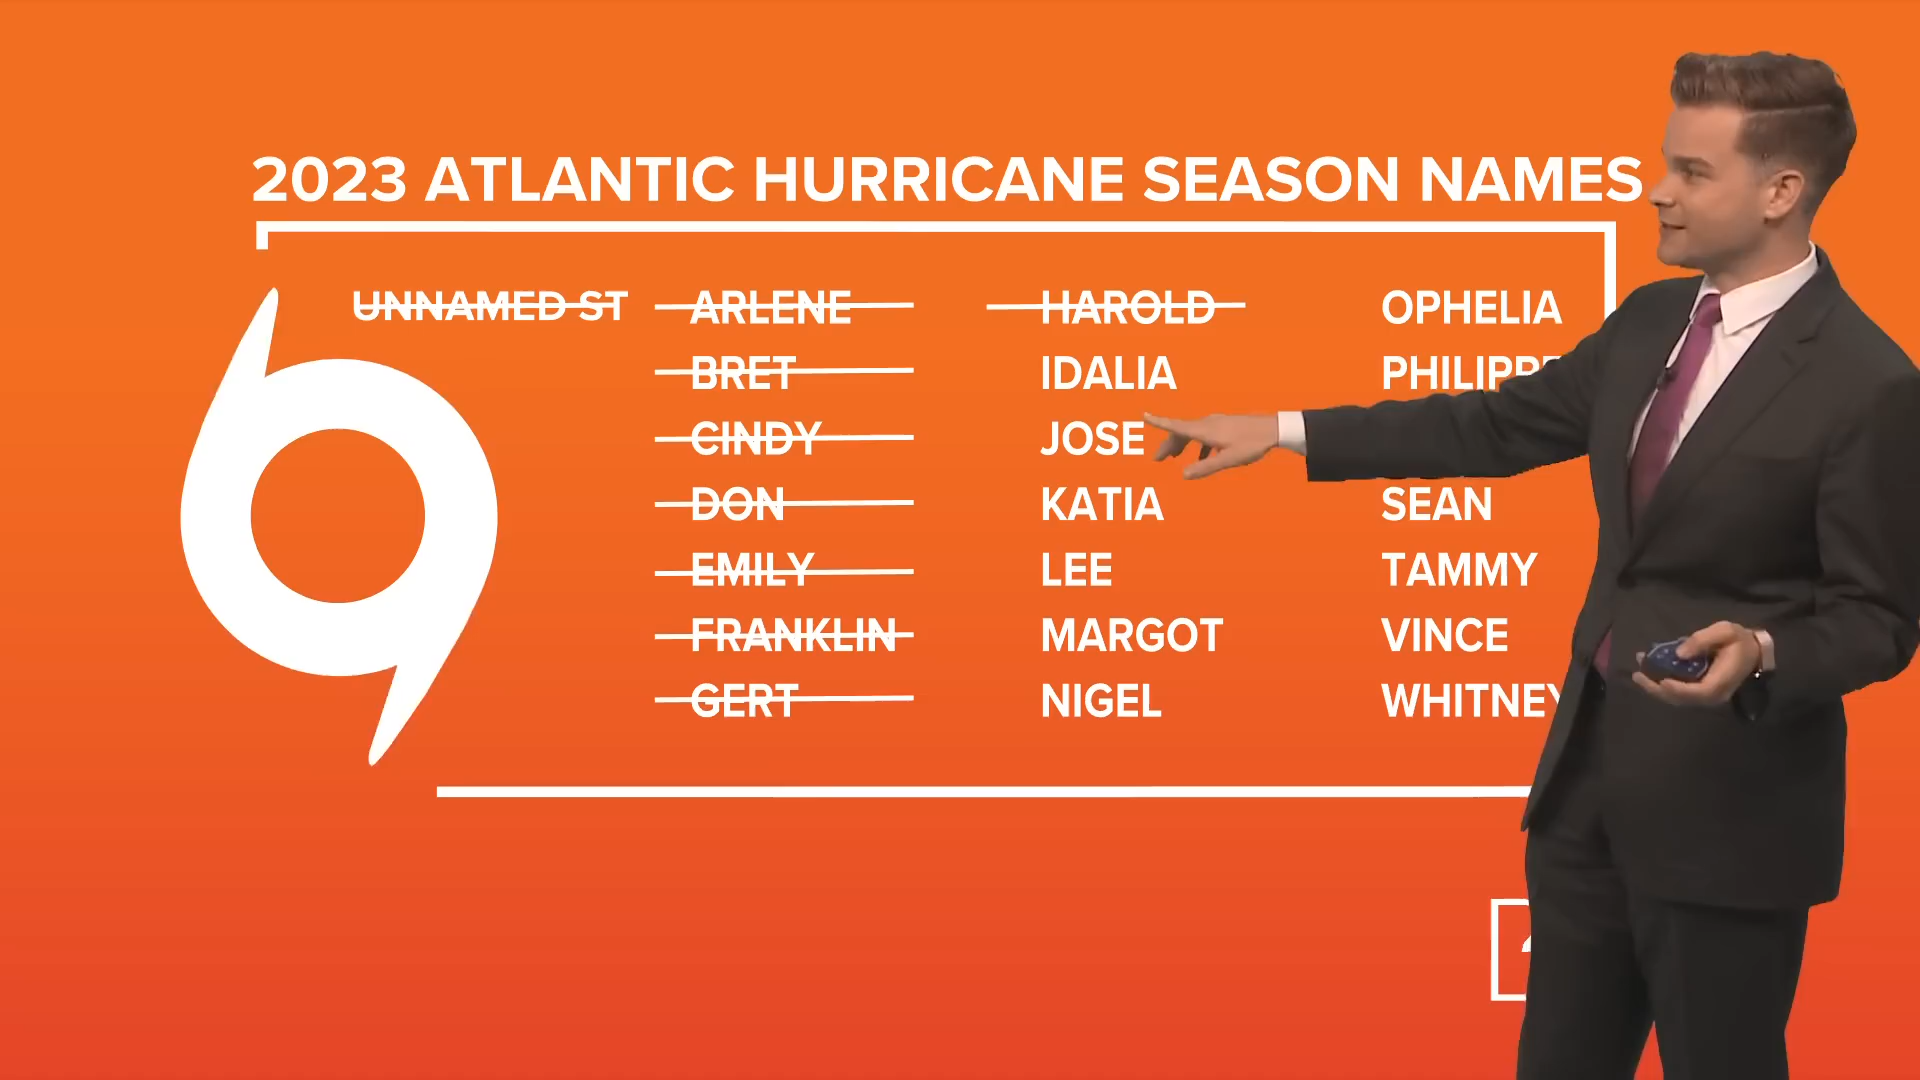 2023 ATLANTIC HURRICANE SEASON NAMES
UNNAMED ST
ARLENE
BRET
CINDY
DON
EMILY
FRANKLIN
GERT
HAROLD
IDALIA
JOSE
KATIA
LEE
MARGOT
NIGEL
OPHELIA
PHILIPP
SEAN
TAMMY
VINCE
WHITNEY